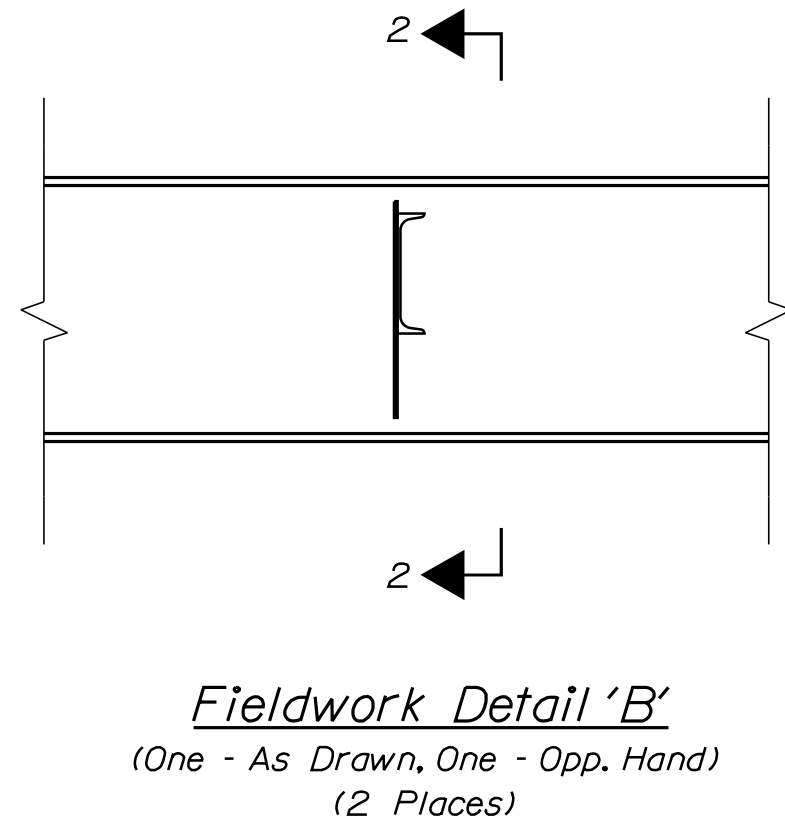 2
2
Fieldwork Detail 'B'
(One - As Drawn, One - Opp. Hand)
(2 Places)